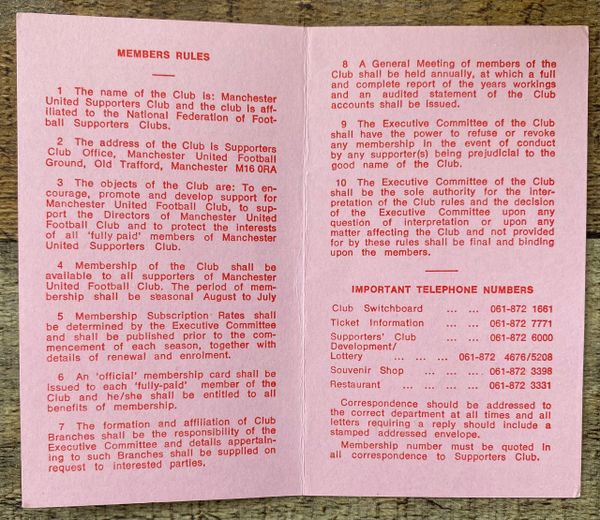 MEMBERS RULES
1 The name of the Club is: Manchester
United Supporters Club and the club is aff-
iliated to the National Federation of Foot-
ball Supporters Clubs.
2 The address of the Club is Supporters
Club Office, Manchester United Football
Ground, Old Trafford, Manchester M16 0RA
3 The objects of the Club are: To en-
courage, promote and develop support for
Manchester United Football Club, to sup-
port the Directors of Manchester United
Football Club and to protect the interests
of all 'fully paid' members of Manchester
United Supporters Club.
4 Membership of the Club shall be
available to all supporters of Manchester
United Football Club. The period of mem-
bership shall be seasonal August to July
5 Membership Subscription Rates shall
be determined by the Executive Committee
and shall be published prior to the com-
mencement of each season, together with
details of renewal and enrolment.
6 An 'official' membership card shall be
issued to each 'fully-paid' member of the
Club and he/she shall be entitled to all
benefits of membership.
7 The formation and affiliation of Club
Branches shall be the responsibility of the
Executive Committee and details appertain-
ing to such Branches shall be supplied on
request to interested parties.
8 A General Meeting of members of the
Club shall be held annually, at which a full
and complete report of the years workings
and an audited statement of the Club
accounts shall be issued.
9 The Executive Committee of the Club
shall have the power to refuse or revoke
any membership in the event of conduct
by any supporter(s) being prejudicial to the
good name of the Club.
10 The Executive Committee of the Club
shall be the sole authority for the inter-
pretation of the Club rules and the decision
of the Executive Committee upon any
question of interpretation or upon any
matter affecting the Club and not provided
for by these rules shall be final and binding
upon the members.
IMPORTANT TELEPHONE NUMBERS
Club Switchboard ... ... 061-872 1661
Ticket Information ... ... 061-872 7771
Supporters' Club ... ... 061-872 6000
Development/
Lottery ... ... ... 061-872 4676/5208
Souvenir Shop ... ... ... 061-872 3398
Restaurant ... ... ... ... 061-872 3331
Correspondence should be addressed to
the correct department at all times and all
letters requiring a reply should include a
stamped addressed envelope.
Membership number must be quoted in
all correspondence to Supporters Club.